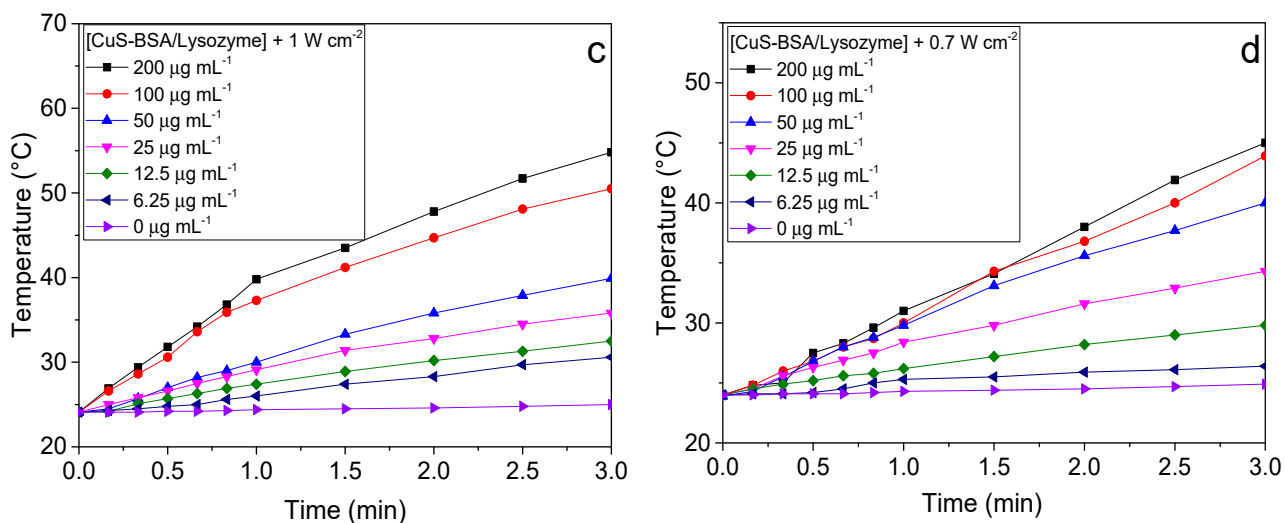 c
[CuS-BSA/Lysozyme] + 1 W cm⁻²
200 μg mL⁻¹
100 μg mL⁻¹
50 μg mL⁻¹
25 μg mL⁻¹
12.5 μg mL⁻¹
6.25 μg mL⁻¹
0 μg mL⁻¹
Temperature (°C)
70
60
50
40
30
20
0.0 0.5 1.0 1.5 2.0 2.5 3.0
Time (min)
d
[CuS-BSA/Lysozyme] + 0.7 W cm⁻²
200 μg mL⁻¹
100 μg mL⁻¹
50 μg mL⁻¹
25 μg mL⁻¹
12.5 μg mL⁻¹
6.25 μg mL⁻¹
0 μg mL⁻¹
Temperature (°C)
50
40
30
20
0.0 0.5 1.0 1.5 2.0 2.5 3.0
Time (min)